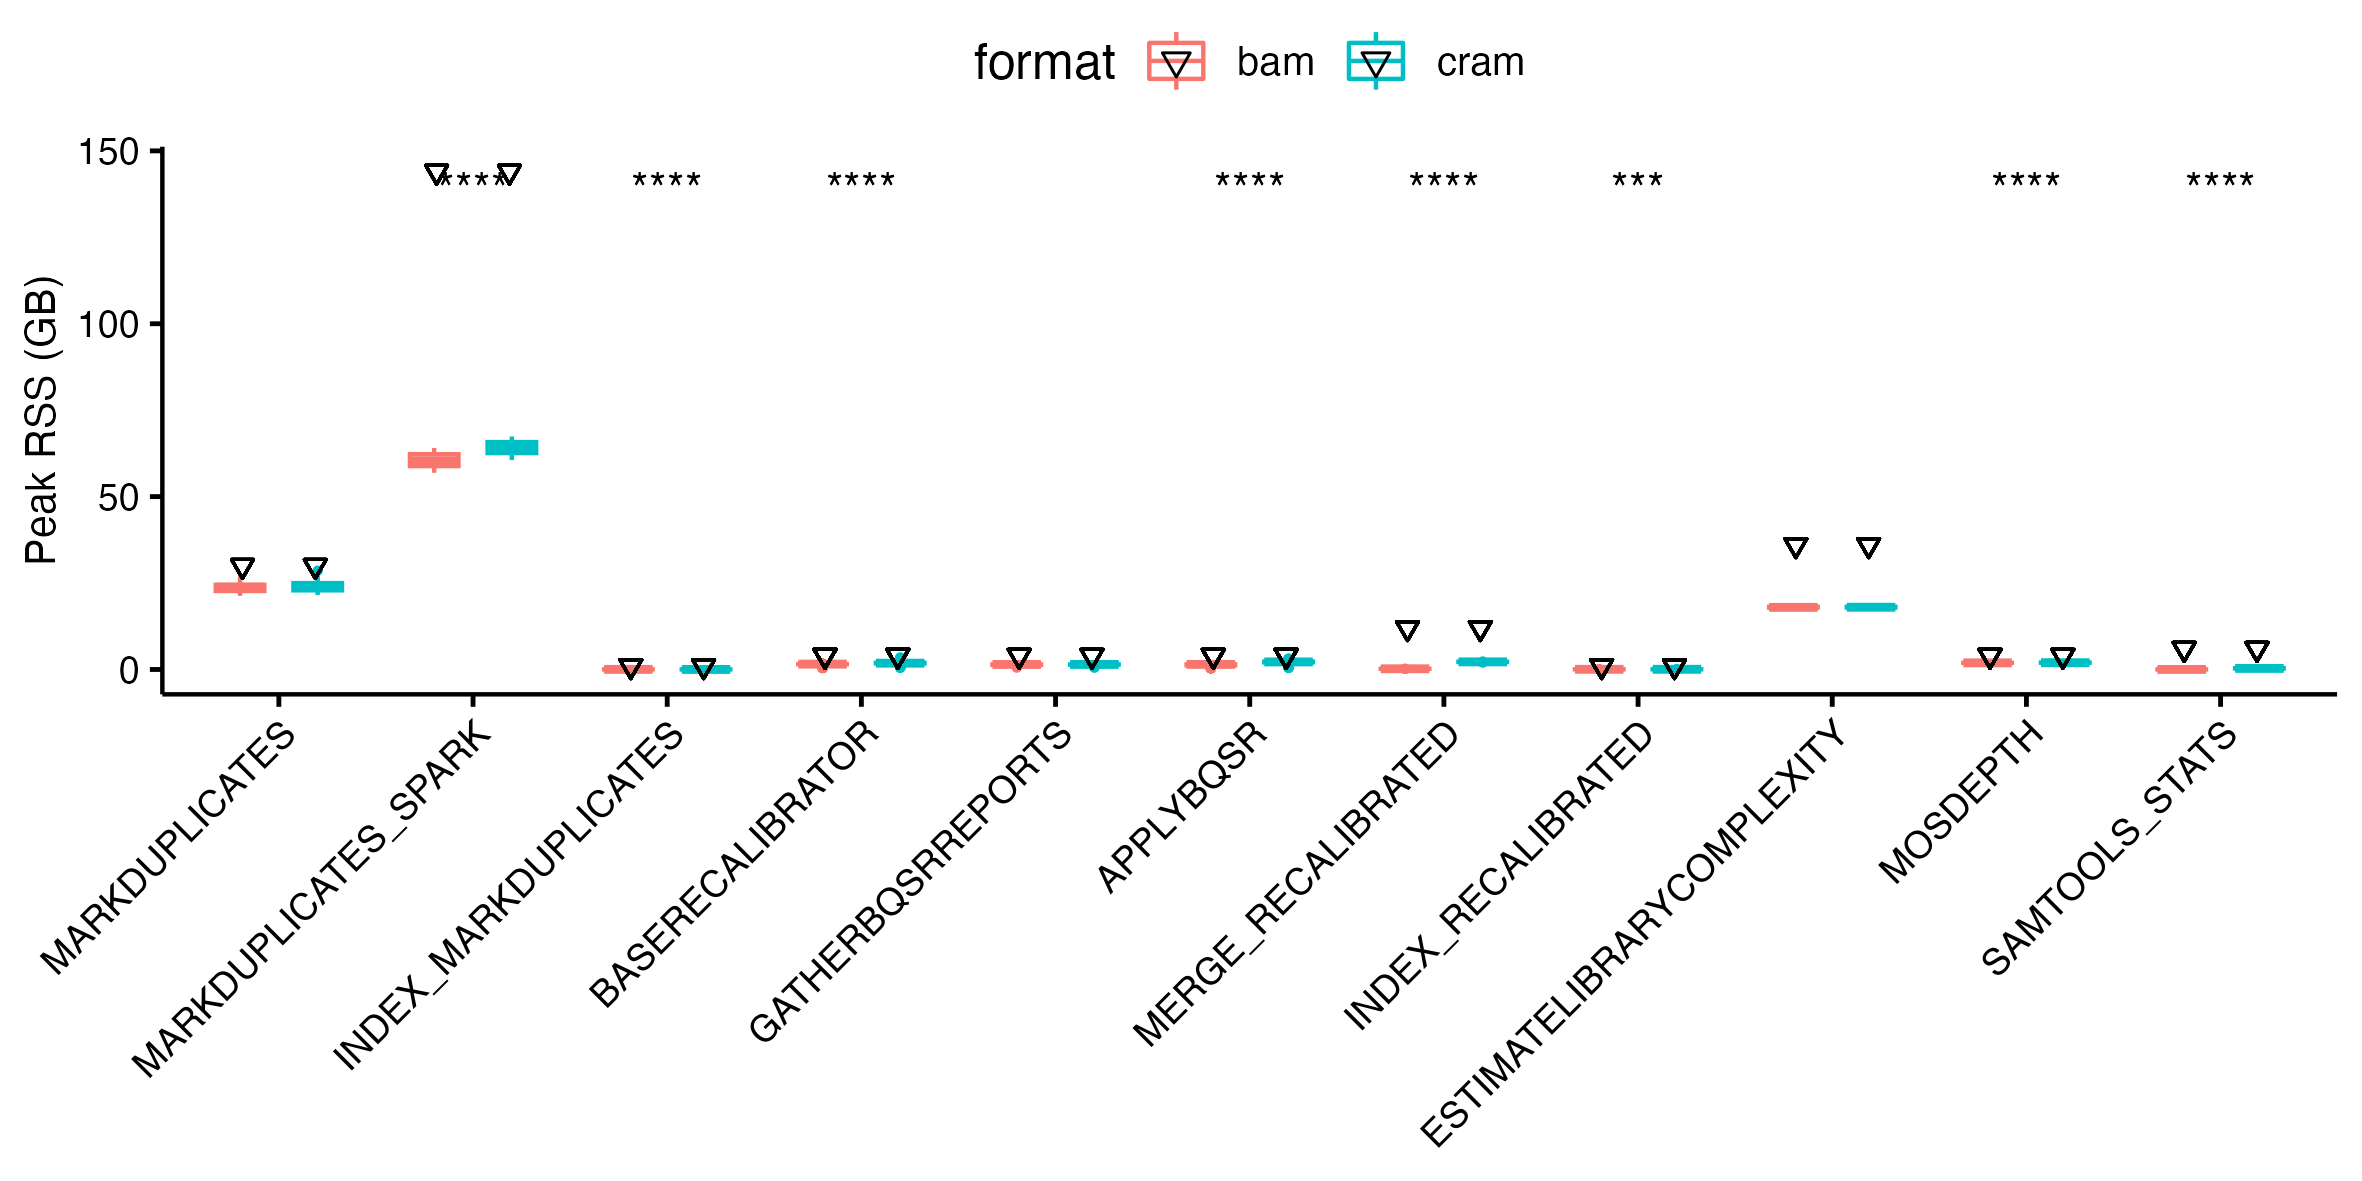 format bam cram
150
**** **** **** **** **** *** **** ****
100
50
0
Peak RSS (GB)
MARKDUPLICATES
MARKDUPLICATES_SPARK
INDEX_MARKDUPLICATES
BASERECALIBRATOR
GATHERBQSRREPORTS
APPLYBQSR
MERGE_RECALIBRATED
INDEX_RECALIBRATED
ESTIMATELIBRARYCOMPLEXITY
MOSDEPTH
SAMTOOLS_STATS